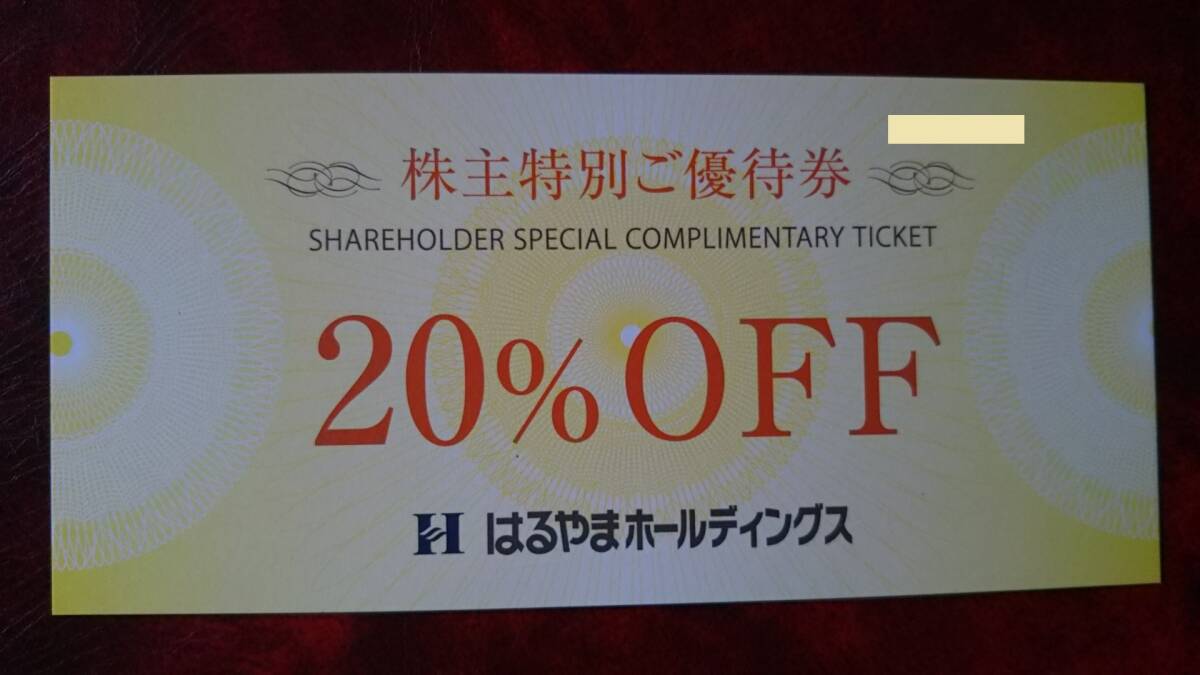 株主特別ご優待券
SHAREHOLDER SPECIAL COMPLIMENTARY TICKET
20%OFF
H はるやまホールディングス